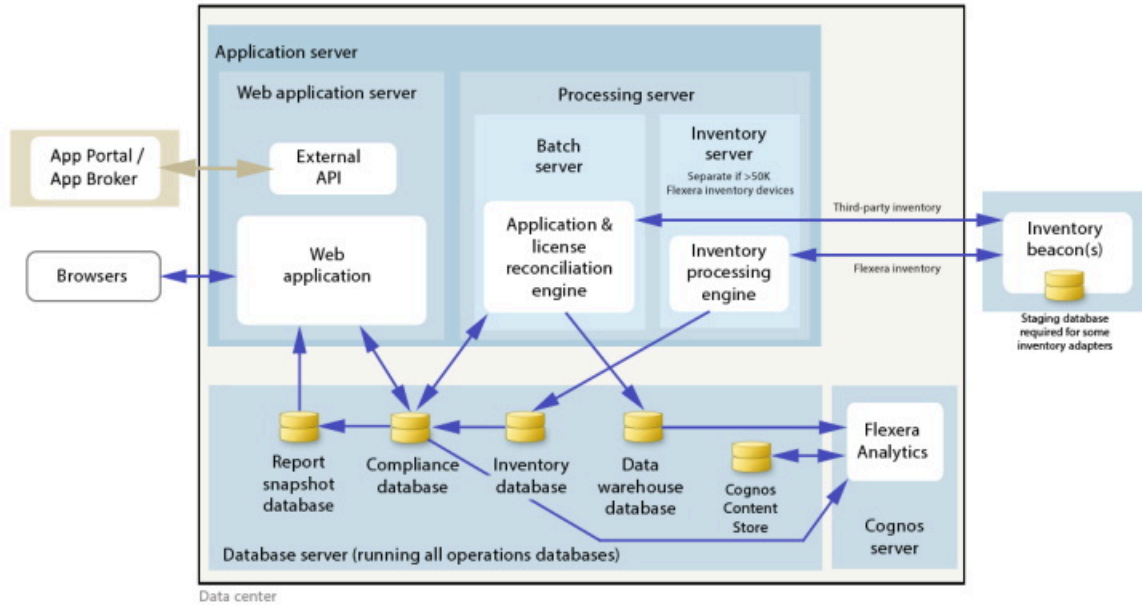 Application server
Web application server
Processing server
App Portal /
App Broker
External
API
Batch
server
Inventory
server
Separate if >50K
Flexera inventory devices
Third-party inventory
Browsers
Web
application
Application &
license
reconciliation
engine
Inventory
processing
engine
Flexera inventory
Inventory
beacon(s)
Staging database
required for some
inventory adapters
Report
snapshot
database
Compliance
database
Inventory
database
Data
warehouse
database
Cognos
Content
Store
Flexera
Analytics
Cognos
server
Database server (running all operations databases)
Data center